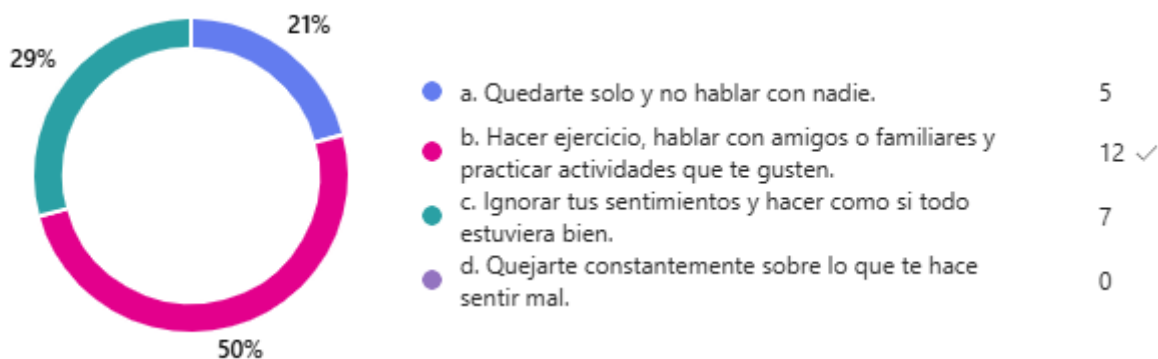 21%
29%
50%
a. Quedarte solo y no hablar con nadie. 5
b. Hacer ejercicio, hablar con amigos o familiares y
practicar actividades que te gusten. 12 ✓
c. Ignorar tus sentimientos y hacer como si todo
estuviera bien. 7
d. Quejarte constantemente sobre lo que te hace
sentir mal. 0